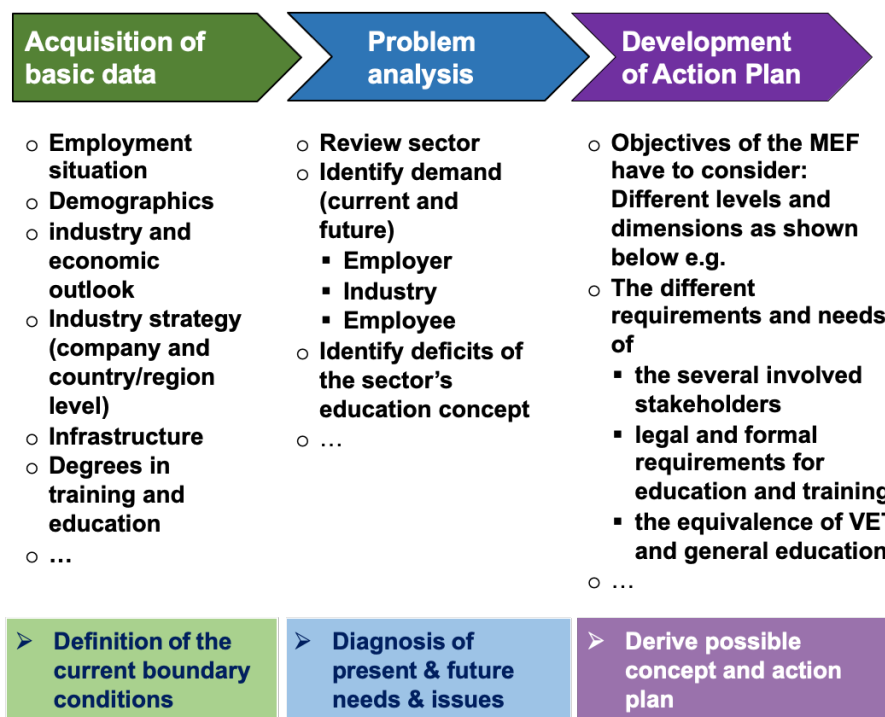 Acquisition of
basic data
○ Employment
situation
○ Demographics
○ industry and
economic
outlook
○ Industry strategy
(company and
country/region
level)
○ Infrastructure
○ Degrees in
training and
education
○ ...
➢ Definition of the
current boundary
conditions
Problem
analysis
○ Review sector
○ Identify demand
(current and
future)
▪ Employer
▪ Industry
▪ Employee
○ Identify deficits of
the sector’s
education concept
○ ...
➢ Diagnosis of
present & future
needs & issues
Development
of Action Plan
○ Objectives of the MEF
have to consider:
Different levels and
dimensions as shown
below e.g.
○ The different
requirements and needs
of
▪ the several involved
stakeholders
▪ legal and formal
requirements for
education and training
▪ the equivalence of VET
and general education
○ ...
➢ Derive possible
concept and action
plan